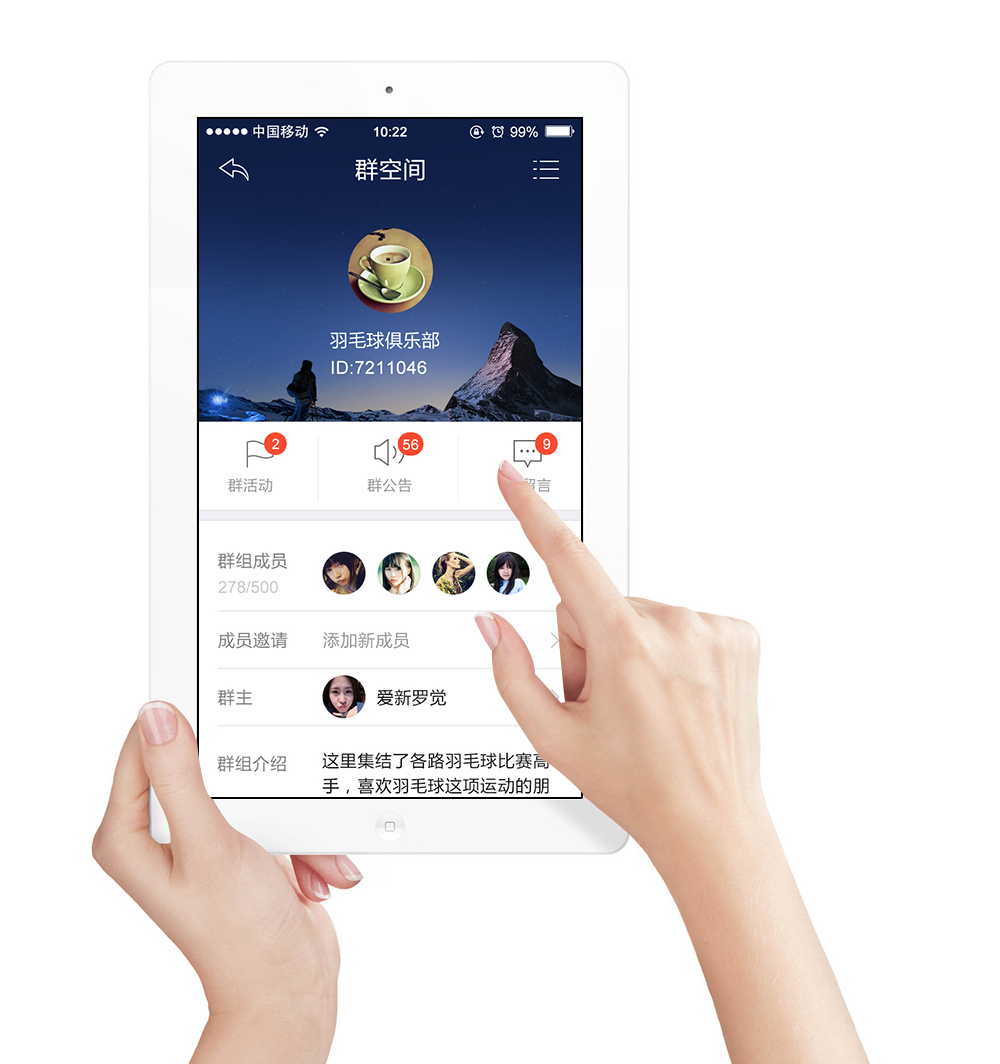 中国移动 10:22 99%
群空间
羽毛球俱乐部
ID:7211046
2 56 9
群活动 群公告 留言
群组成员
278/500
成员邀请 添加新成员
群主 爱新罗觉
群组介绍 这里集结了各路羽毛球比赛高
手，喜欢羽毛球这项运动的朋